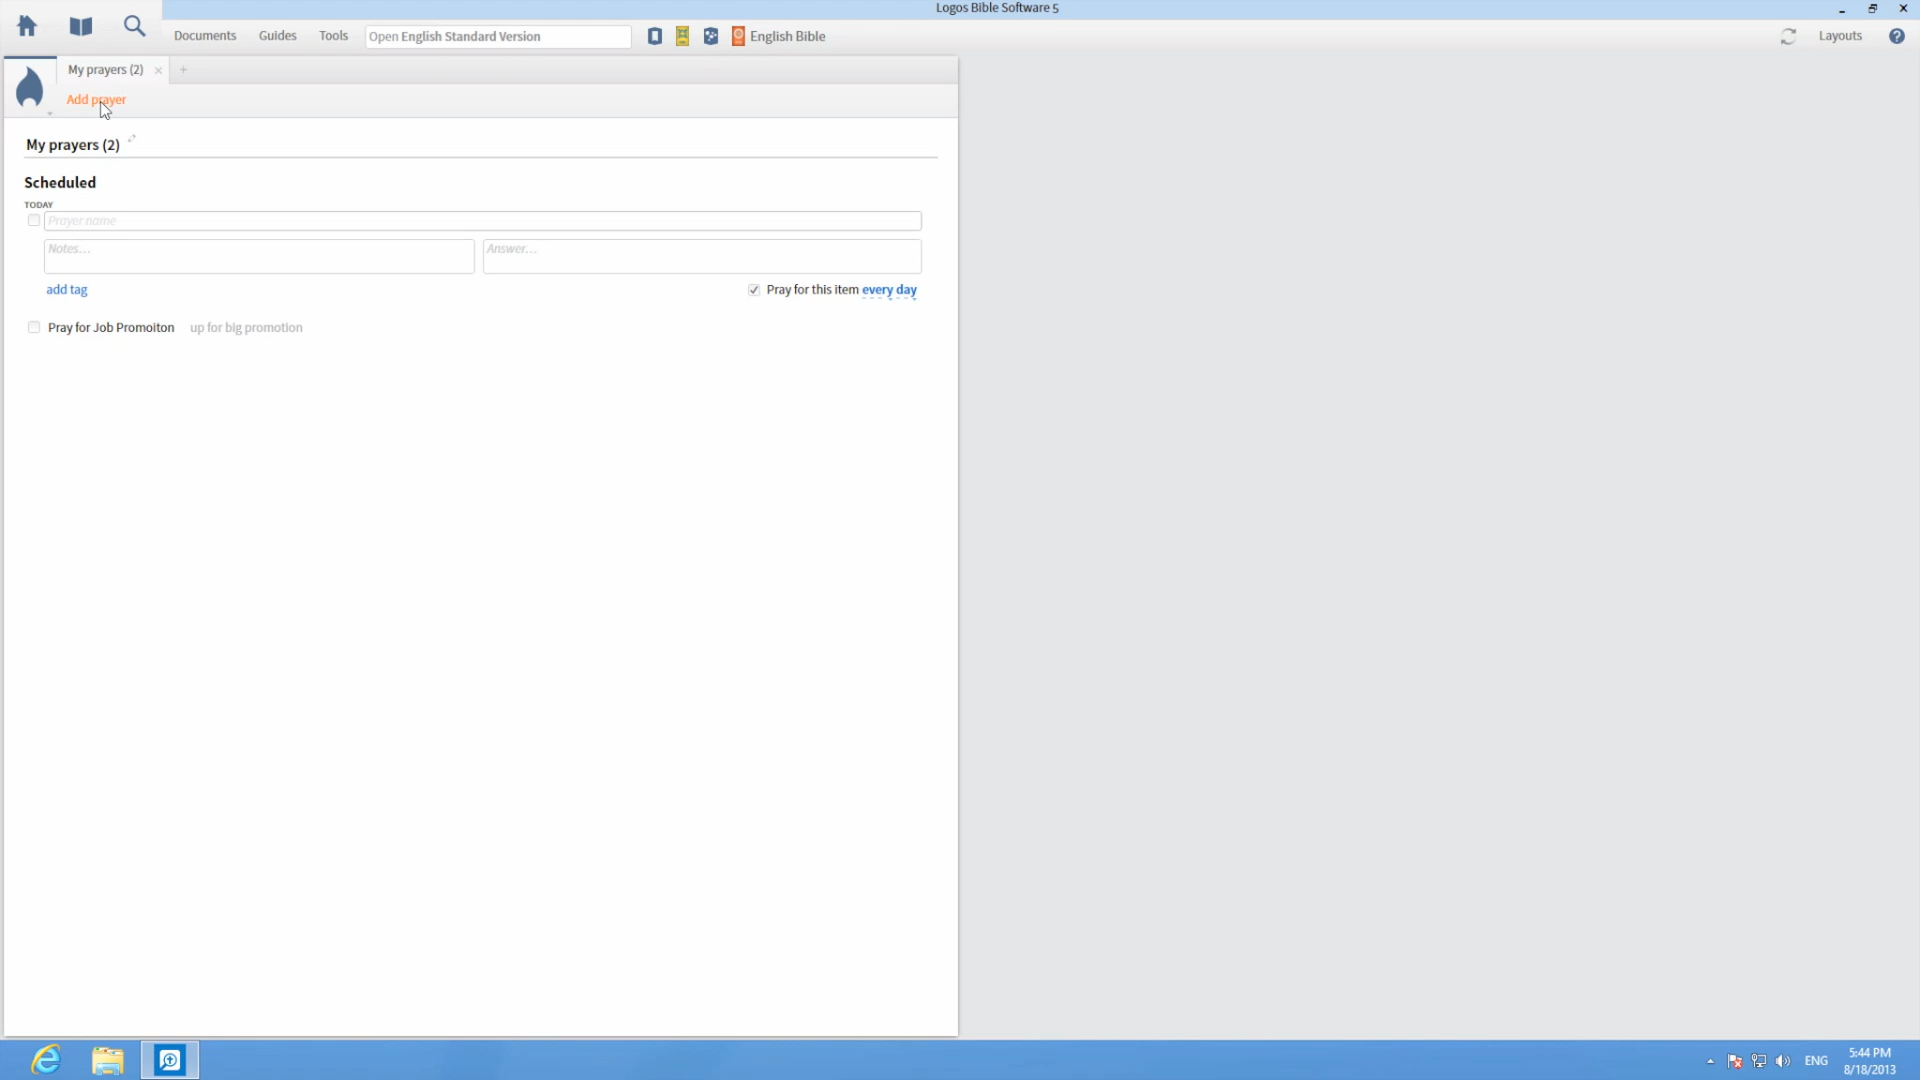 Logos Bible Software 5
Documents Guides Tools Open English Standard Version English Bible Layouts
My prayers (2)
Add prayer
My prayers (2)
Scheduled
TODAY
Prayer name
Notes... Answer...
add tag Pray for this item every day
Pray for Job Promoiton up for big promotion
ENG 5:44 PM
8/18/2013